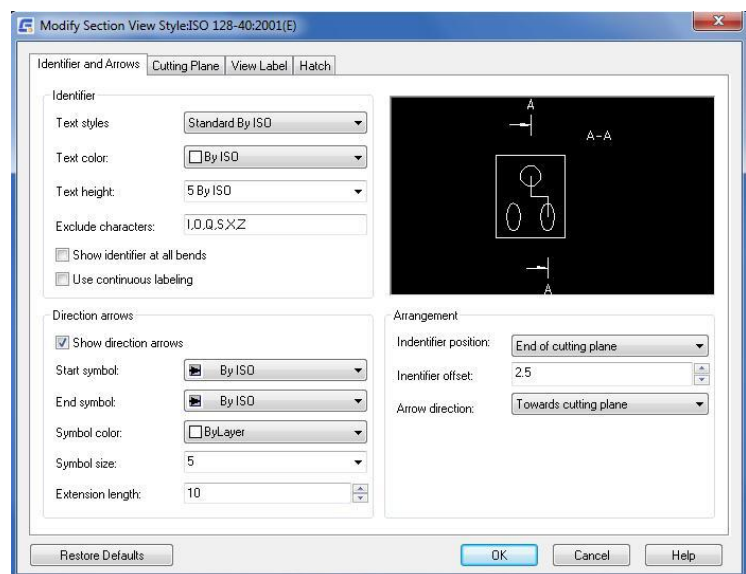 Modify Section View Style:ISO 128-40:2001(E)
Identifier and Arrows Cutting Plane View Label Hatch
Identifier
Text styles Standard By ISO
Text color: By ISO
Text height: 5 By ISO
Exclude characters: I,O,Q,S,X,Z
Show identifier at all bends
Use continuous labeling
A
A-A
A
Direction arrows
Show direction arrows
Start symbol: By ISO
End symbol: By ISO
Symbol color: ByLayer
Symbol size: 5
Extension length: 10
Arrangement
Indentifier position: End of cutting plane
Inentifier offset: 2.5
Arrow direction: Towards cutting plane
Restore Defaults OK Cancel Help